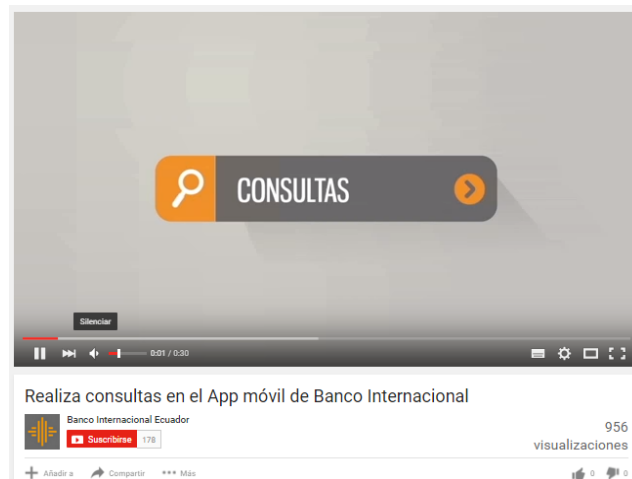 CONSULTAS
Silenciar
0:01 / 0:30
Realiza consultas en el App móvil de Banco Internacional
Banco Internacional Ecuador
Suscribirse 178
956
visualizaciones
Añadir a Compartir Más
0 0